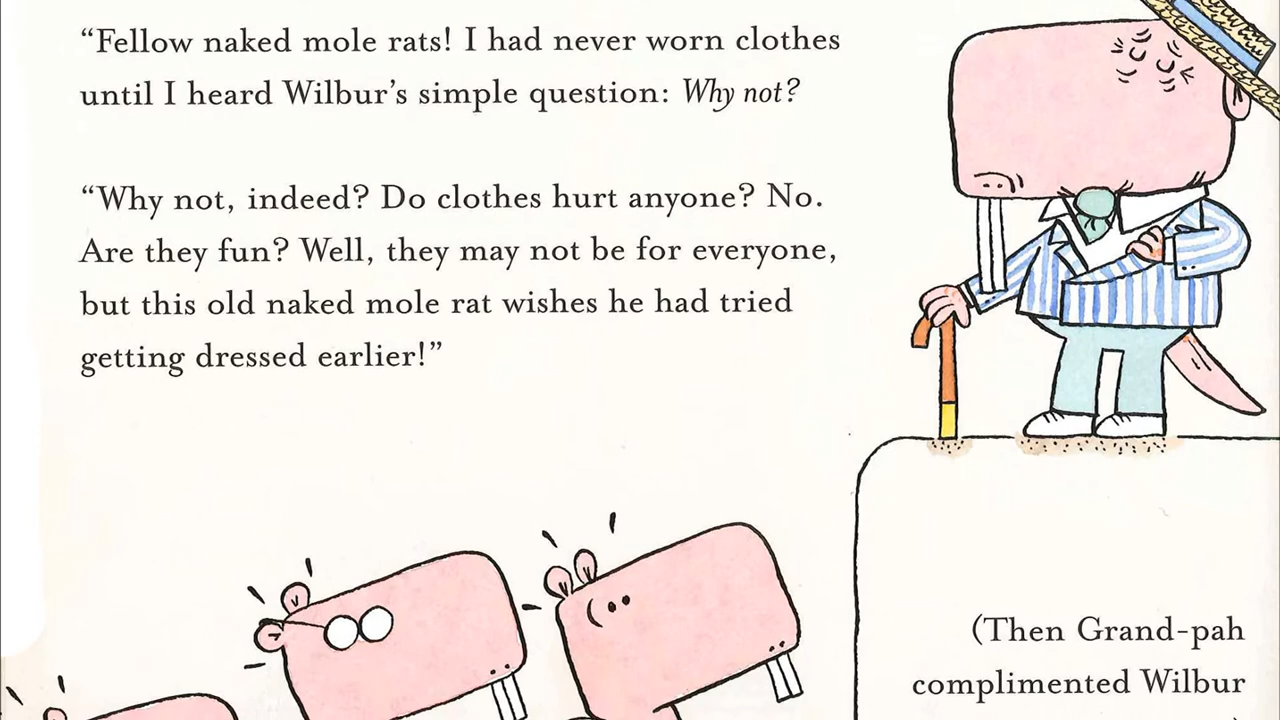 “Fellow naked mole rats! I had never worn clothes
until I heard Wilbur’s simple question: Why not?
“Why not, indeed? Do clothes hurt anyone? No.
Are they fun? Well, they may not be for everyone,
but this old naked mole rat wishes he had tried
getting dressed earlier!”
(Then Grand-pah
complimented Wilbur